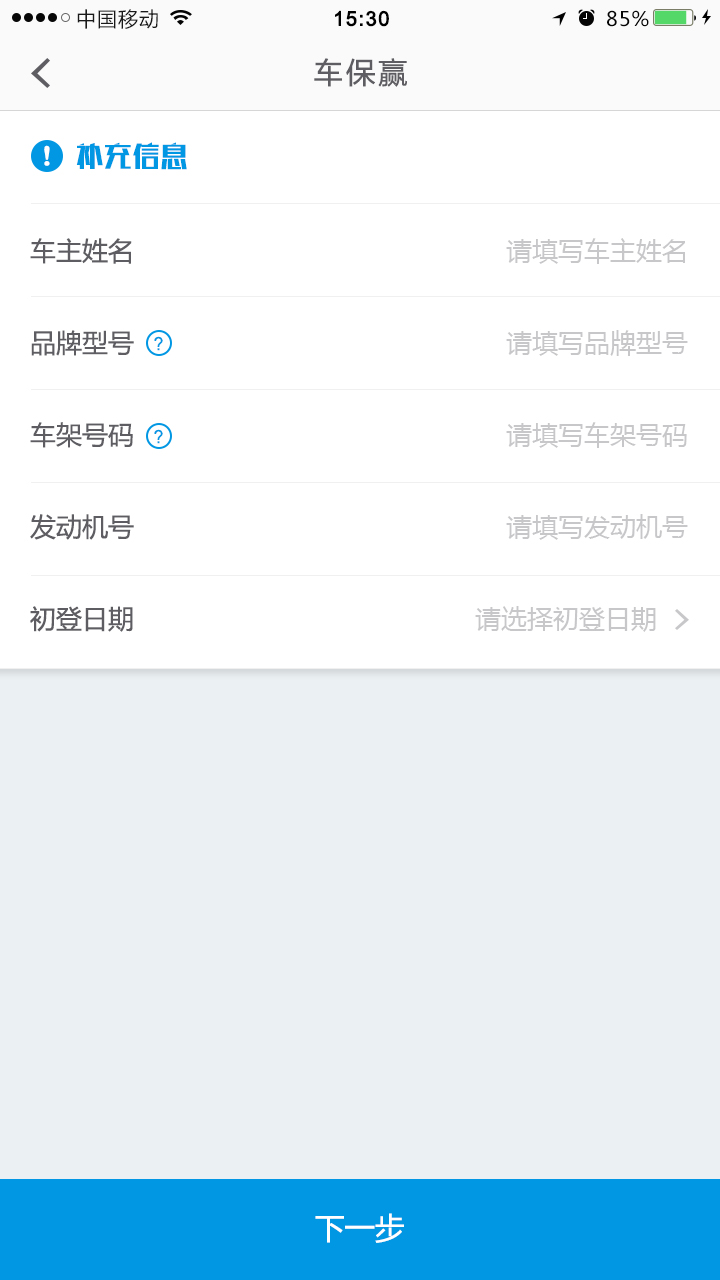 中国移动 15:30 85%
车保赢
补充信息
车主姓名 请填写车主姓名
品牌型号 ? 请填写品牌型号
车架号码 ? 请填写车架号码
发动机号 请填写发动机号
初登日期 请选择初登日期
下一步